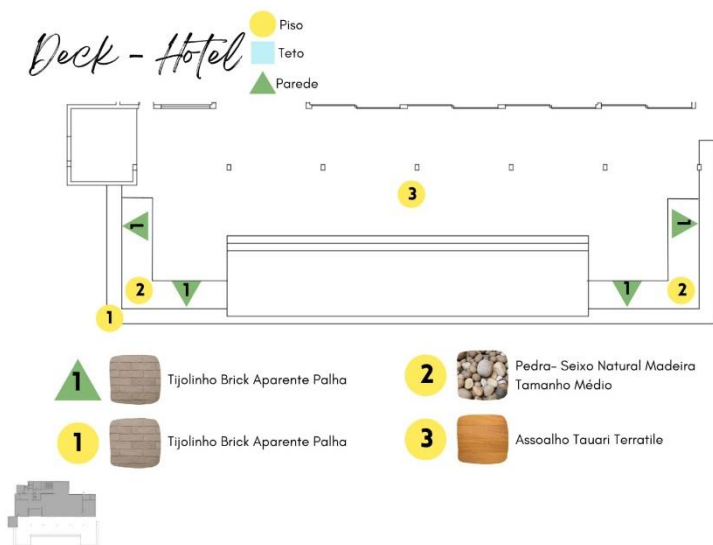 Deck - Hotel
Piso
Teto
Parede
3
1
1
2
1
1
2
1
1
Tijolinho Brick Aparente Palha
2
Pedra- Seixo Natural Madeira
Tamanho Médio
1
Tijolinho Brick Aparente Palha
3
Assoalho Tauari Terratile